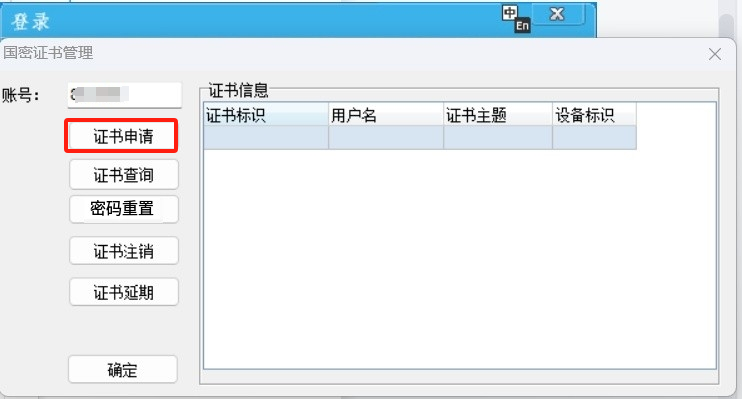 登录
中
En
国密证书管理
账号：
证书信息
证书标识 用户名 证书主题 设备标识
证书申请
证书查询
密码重置
证书注销
证书延期
确定